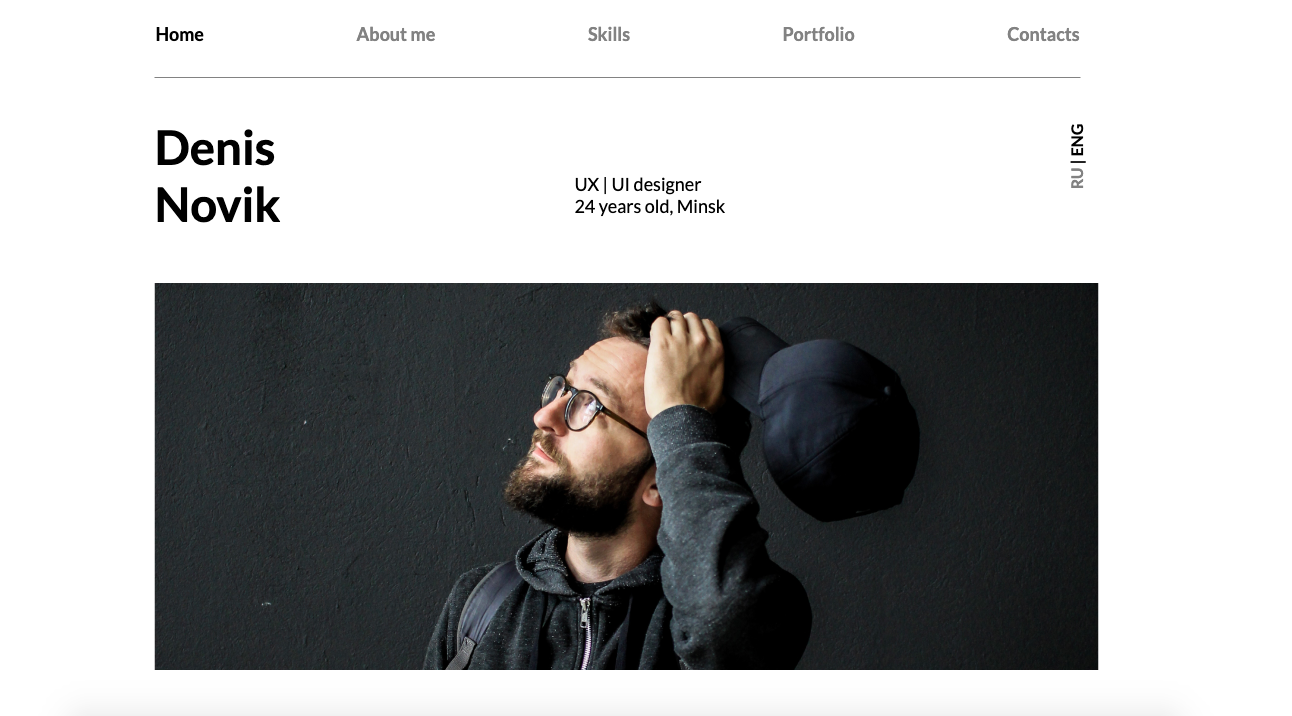 Home
About me
Skills
Portfolio
Contacts
Denis
Novik
UX | UI designer
24 years old, Minsk
RU | ENG